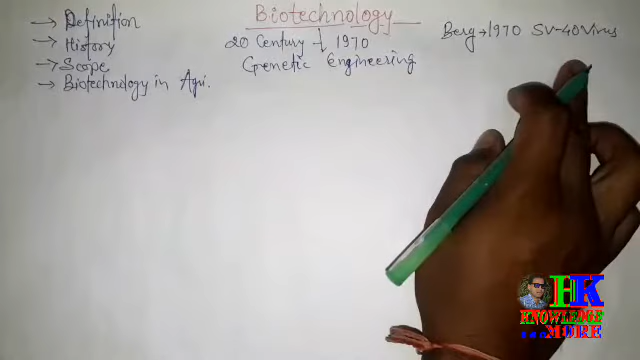 Biotechnology
→ Definition
→ History
→ Scope
→ Biotechnology in Agri.
20 Century → 1970
Genetic Engineering
Berg → 1970 SV-40 Virus
HK
KNOWLEDGE
MORE